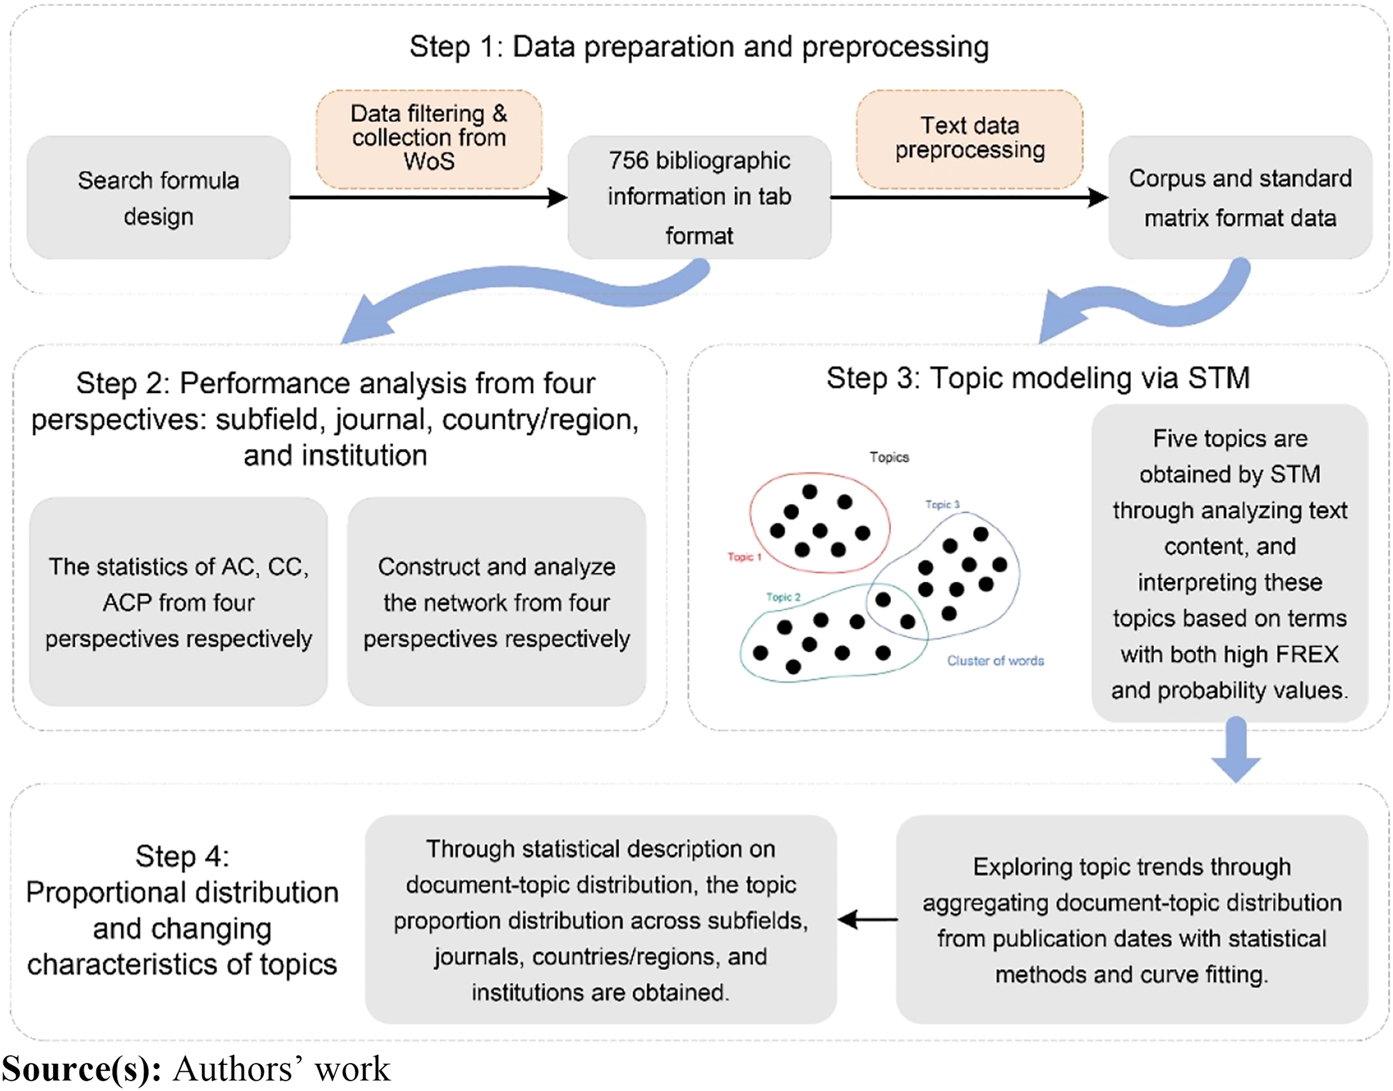 Step 1: Data preparation and preprocessing
Data filtering &
collection from
WoS
Text data
preprocessing
Search formula
design
756 bibliographic
information in tab
format
Corpus and standard
matrix format data
Step 2: Performance analysis from four
perspectives: subfield, journal, country/region,
and institution
The statistics of AC, CC,
ACP from four
perspectives respectively
Construct and analyze
the network from four
perspectives respectively
Step 3: Topic modeling via STM
Topics
Topic 3
Topic 1
Topic 2
Cluster of words
Five topics are
obtained by STM
through analyzing text
content, and
interpreting these
topics based on terms
with both high FREX
and probability values.
Step 4:
Proportional distribution
and changing
characteristics of topics
Through statistical description on
document-topic distribution, the topic
proportion distribution across subfields,
journals, countries/regions, and
institutions are obtained.
Exploring topic trends through
aggregating document-topic distribution
from publication dates with statistical
methods and curve fitting.
Source(s): Authors’ work